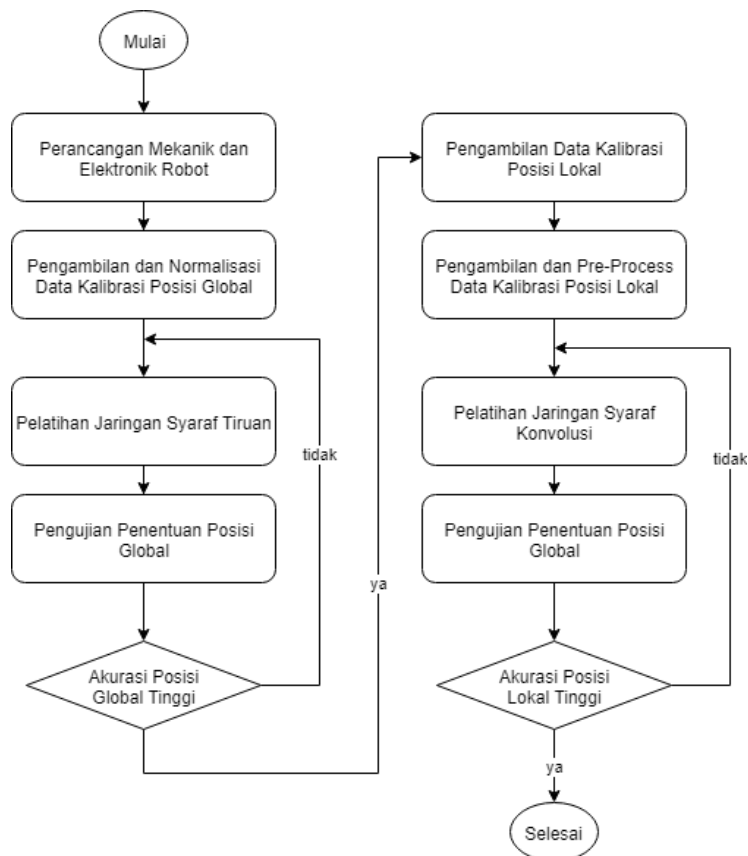 Mulai
Perancangan Mekanik dan
Elektronik Robot
Pengambilan dan Normalisasi
Data Kalibrasi Posisi Global
Pelatihan Jaringan Syaraf Tiruan
tidak
Pengujian Penentuan Posisi
Global
Akurasi Posisi
Global Tinggi
ya
Pengambilan Data Kalibrasi
Posisi Lokal
Pengambilan dan Pre-Process
Data Kalibrasi Posisi Lokal
Pelatihan Jaringan Syaraf
Konvolusi
tidak
Pengujian Penentuan Posisi
Global
Akurasi Posisi
Lokal Tinggi
ya
Selesai